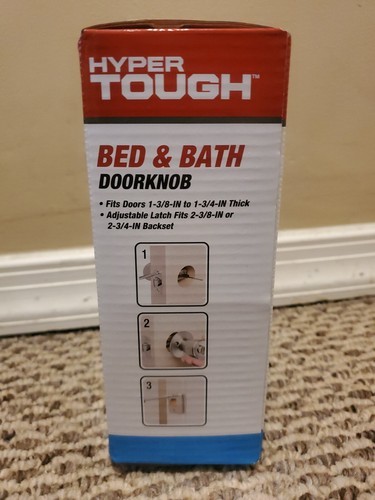 HYPER
TOUGH™
BED & BATH
DOORKNOB
• Fits Doors 1-3/8-IN to 1-3/4-IN Thick
• Adjustable Latch Fits 2-3/8-IN or
2-3/4-IN Backset
1
2
3